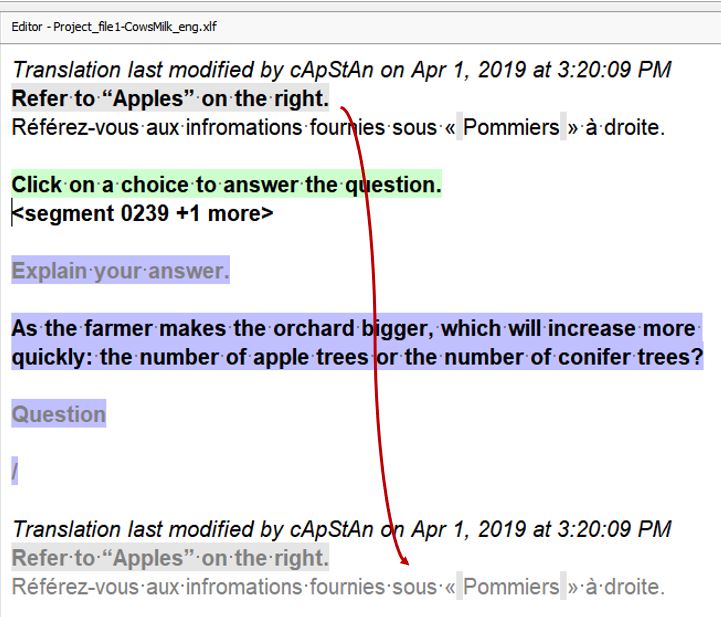 Editor - Project_file1-CowsMilk_eng.xlf
Translation last modified by cApStAn on Apr 1, 2019 at 3:20:09 PM
Refer to “Apples” on the right.
Référez-vous aux infromations fournies sous « Pommiers » à droite.
Click on a choice to answer the question.
<segment 0239 +1 more>
Explain your answer.
As the farmer makes the orchard bigger, which will increase more
quickly: the number of apple trees or the number of conifer trees?
Question
/
Translation last modified by cApStAn on Apr 1, 2019 at 3:20:09 PM
Refer to “Apples” on the right.
Référez-vous aux infromations fournies sous « Pommiers » à droite.